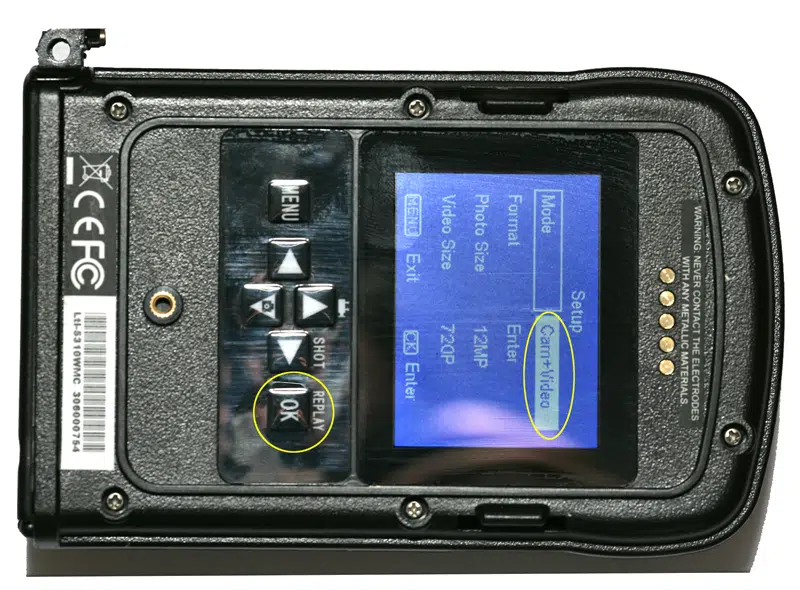 WARNING: NEVER CONTACT THE ELECTRODES
WITH ANY METALLIC MATERIALS.
Setup
Mode Cam+Video
Format Enter
Photo Size 12MP
Video Size 720P
MENU Exit OK Enter
MENU
SHOT
REPLAY
OK
CE FC
Ltl-5310WMC 306000754